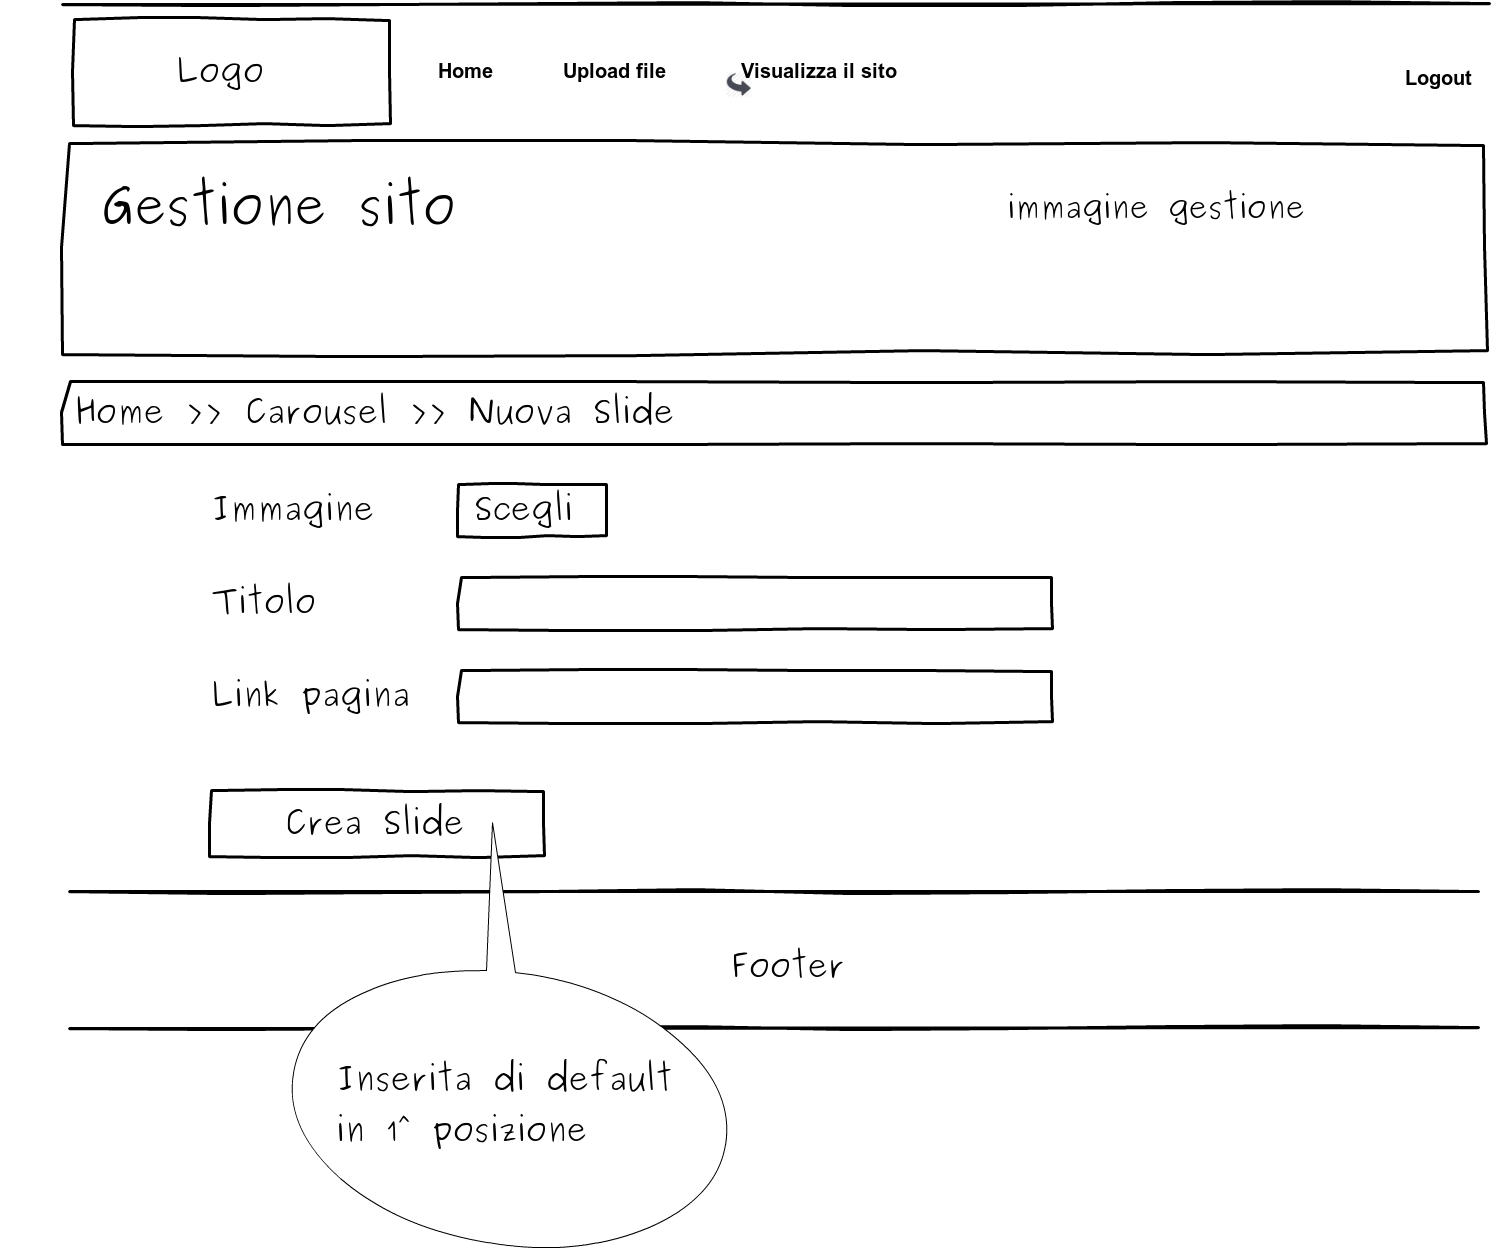 Logo
Home Upload file Visualizza il sito Logout
Gestione sito immagine gestione
Home >> Carousel >> Nuova Slide
Immagine Scegli
Titolo
Link pagina
Crea Slide
Footer
Inserita di default
in 1^ posizione